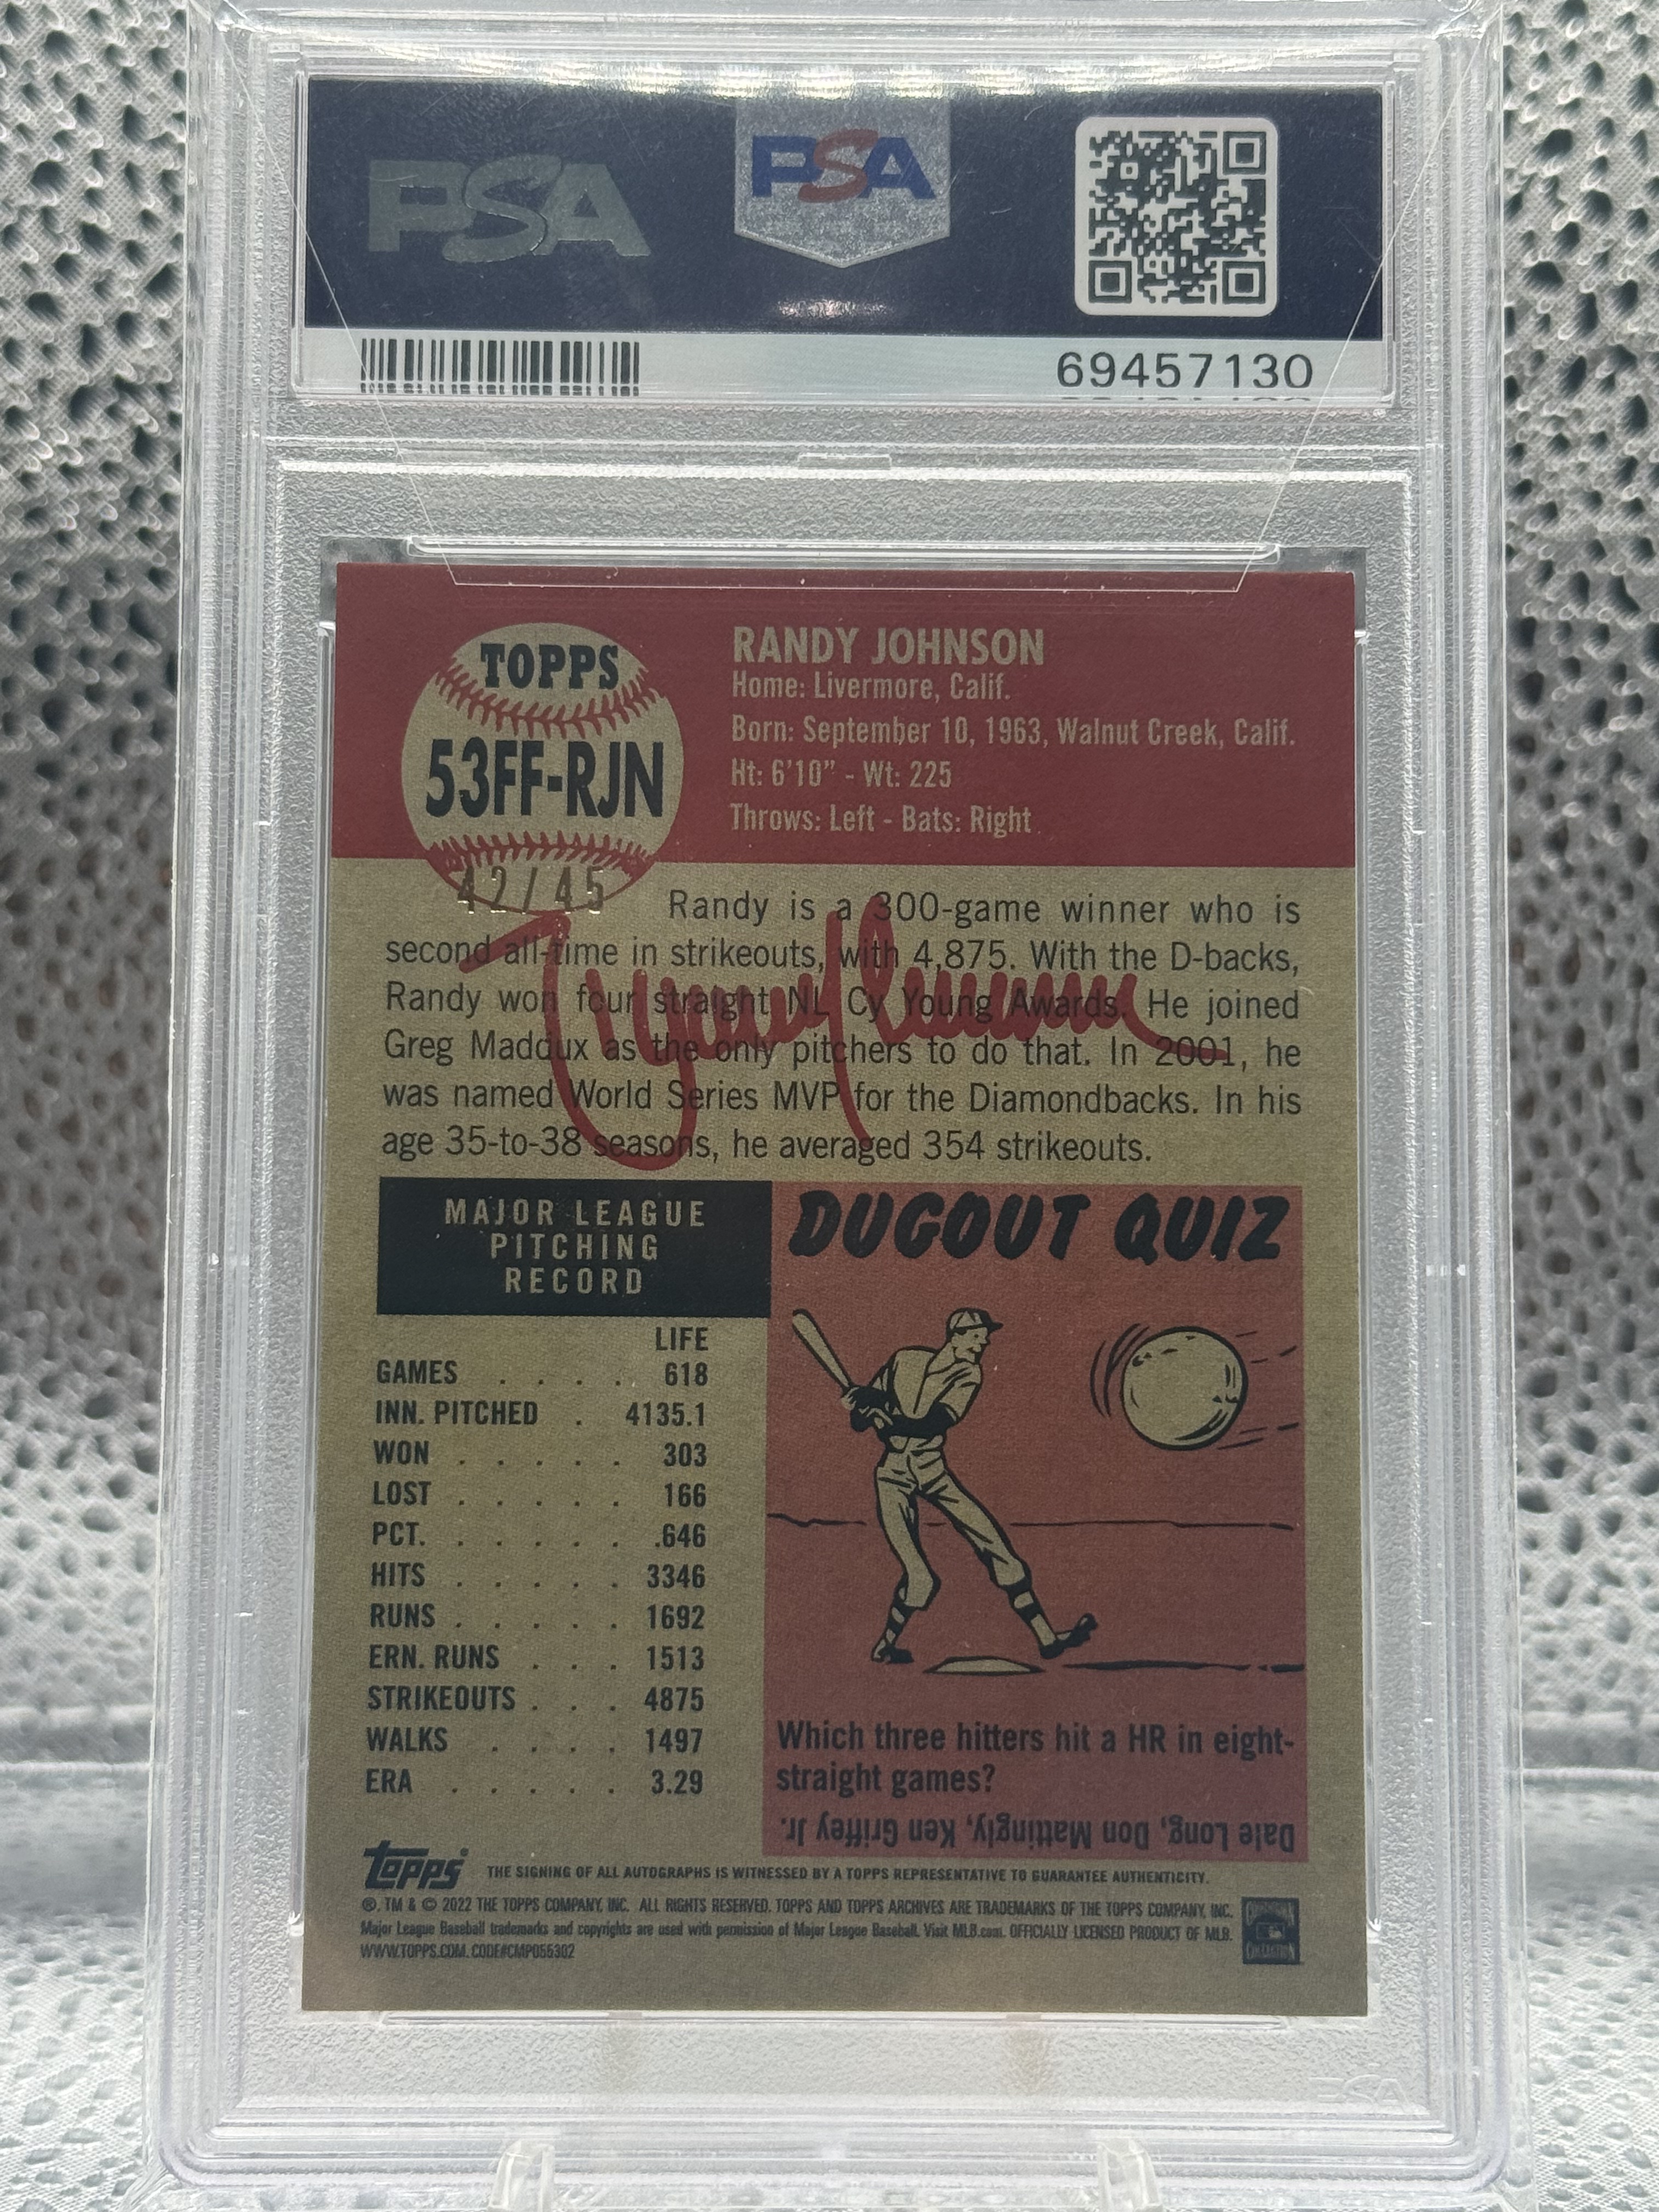 PSA
PSA
69457130
TOPPS
53FF-RJN
42/45
RANDY JOHNSON
Home: Livermore, Calif.
Born: September 10, 1963, Walnut Creek, Calif.
Ht: 6'10" - Wt: 225
Throws: Left - Bats: Right
Randy is a 300-game winner who is
second all-time in strikeouts, with 4,875. With the D-backs,
Randy won four straight NL Cy Young Awards. He joined
Greg Maddux as the only pitchers to do that. In 2001, he
was named World Series MVP for the Diamondbacks. In his
age 35-to-38 seasons, he averaged 354 strikeouts.
MAJOR LEAGUE
PITCHING
RECORD
LIFE
GAMES . . . . 618
INN. PITCHED . 4135.1
WON . . . . . 303
LOST . . . . . 166
PCT. . . . . . .646
HITS . . . . . 3346
RUNS . . . . . 1692
ERN. RUNS . . . 1513
STRIKEOUTS . . . 4875
WALKS . . . . 1497
ERA . . . . . 3.29
DUGOUT QUIZ
Which three hitters hit a HR in eight-
straight games?
Dale Long, Don Mattingly, Ken Griffey Jr.
topps
THE SIGNING OF ALL AUTOGRAPHS IS WITNESSED BY A TOPPS REPRESENTATIVE TO GUARANTEE AUTHENTICITY.
®, TM & © 2022 THE TOPPS COMPANY, INC. ALL RIGHTS RESERVED. TOPPS AND TOPPS ARCHIVES ARE TRADEMARKS OF THE TOPPS COMPANY, INC.
Major League Baseball trademarks and copyrights are used with permission of Major League Baseball. Visit MLB.com. OFFICIALLY LICENSED PRODUCT OF MLB.
WWW.TOPPS.COM. CODE#CMP055302
COLLECTION
PSA